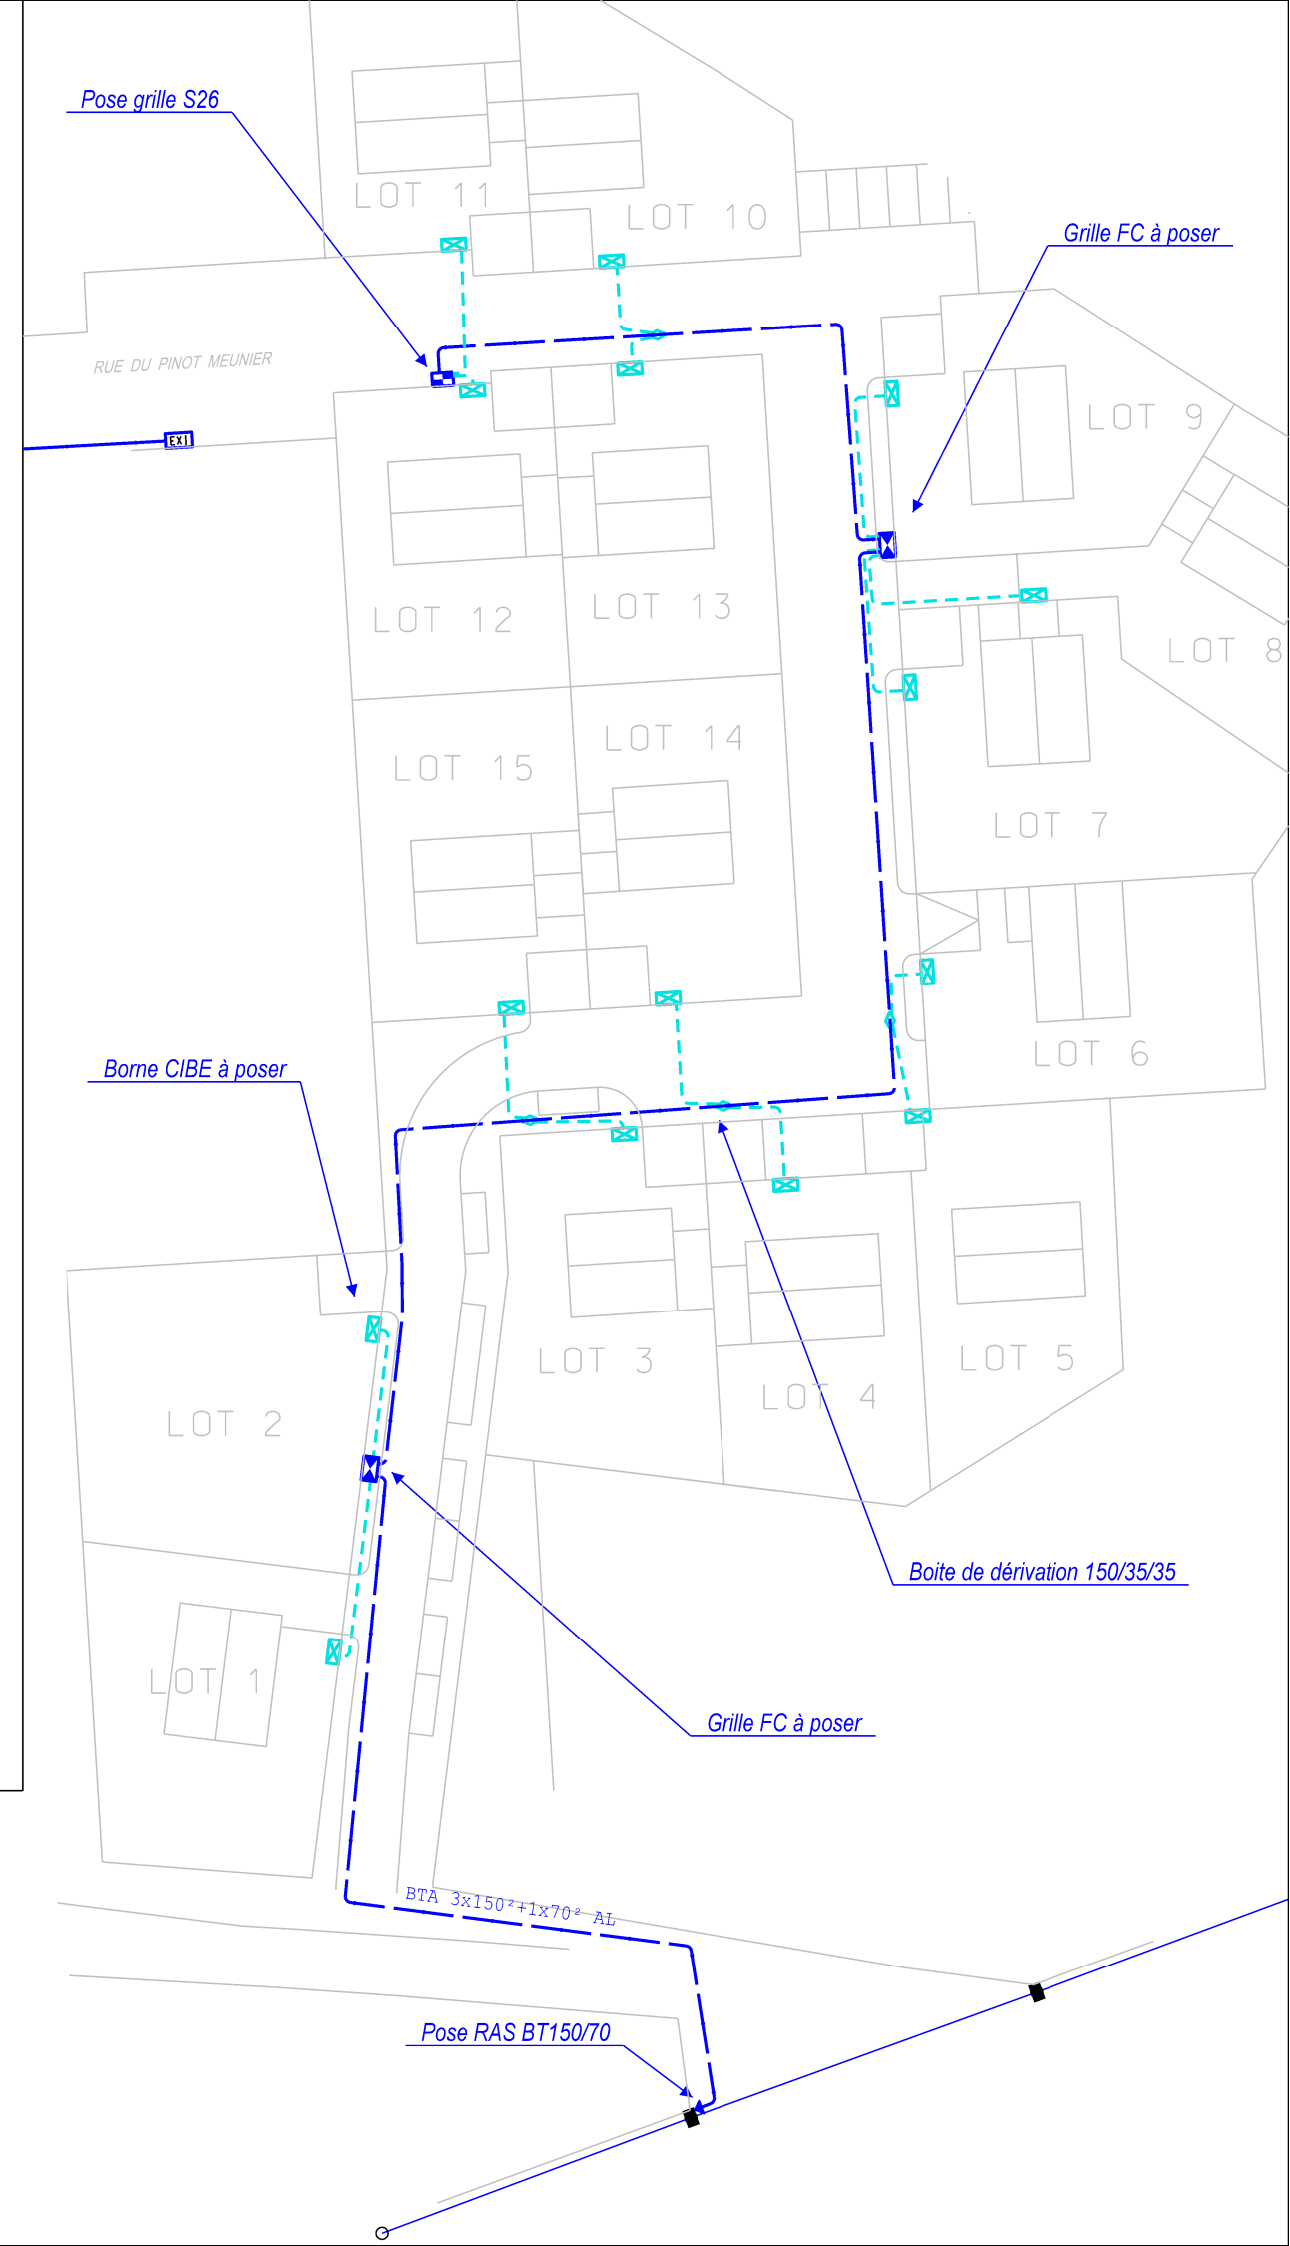 Pose grille S26
LOT 11
LOT 10
Grille FC à poser
RUE DU PINOT MEUNIER
LOT 9
EXI
LOT 12
LOT 13
LOT 8
LOT 14
LOT 15
LOT 7
LOT 6
Borne CIBE à poser
LOT 3
LOT 5
LOT 4
LOT 2
Boite de dérivation 150/35/35
LOT 1
Grille FC à poser
BTA 3x150²+1x70² AL
Pose RAS BT150/70